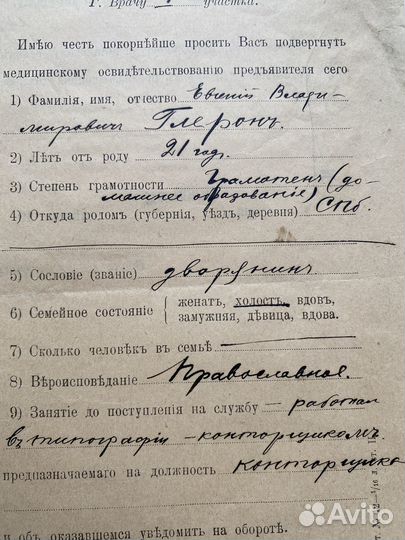 Г. Врачу участка.
Имѣю честь покорнѣйше просить Васъ подвергнуть
медицинскому освидѣтельствованію предъявителя сего
1) Фамилія, имя, отчество Евгеній Влади-
мировичъ Глеронъ.
2) Лѣтъ отъ роду 21 годъ.
3) Степень грамотности Грамотенъ (до-
машнее образованіе)
4) Откуда родомъ (губернія, уѣздъ, деревня) СПб.
5) Сословіе (званіе) дворянинъ
6) Семейное состояніе { женатъ, холостъ, вдовъ,
замужняя, дѣвица, вдова.
7) Сколько человѣкъ въ семьѣ
8) Вѣроисповѣданіе Православное.
9) Занятіе до поступленія на службу — работал
въ типографіи — конторщикомъ
предназначаемаго на должность конторщика
и объ оказавшемся увѣдомить на оборотѣ.
Avito